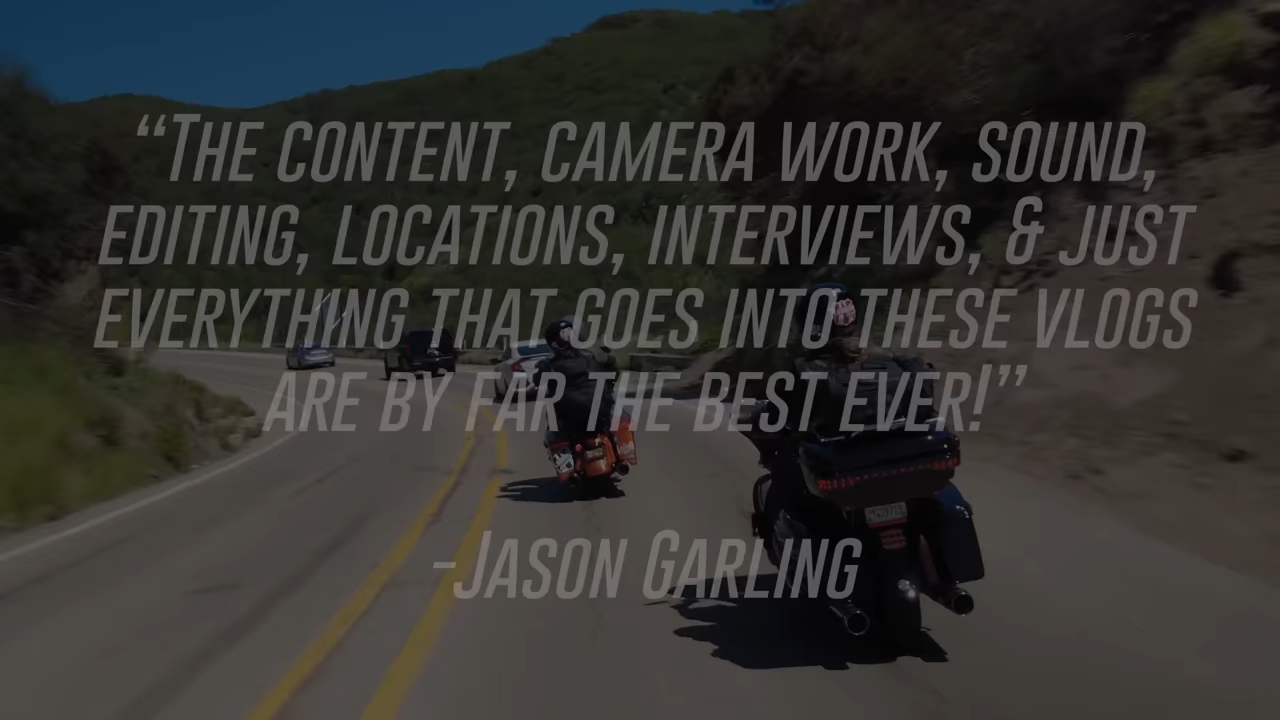 “The content, camera work, sound,
editing, locations, interviews, & just
everything that goes into these vlogs
are by far the best ever!”
-Jason Garling